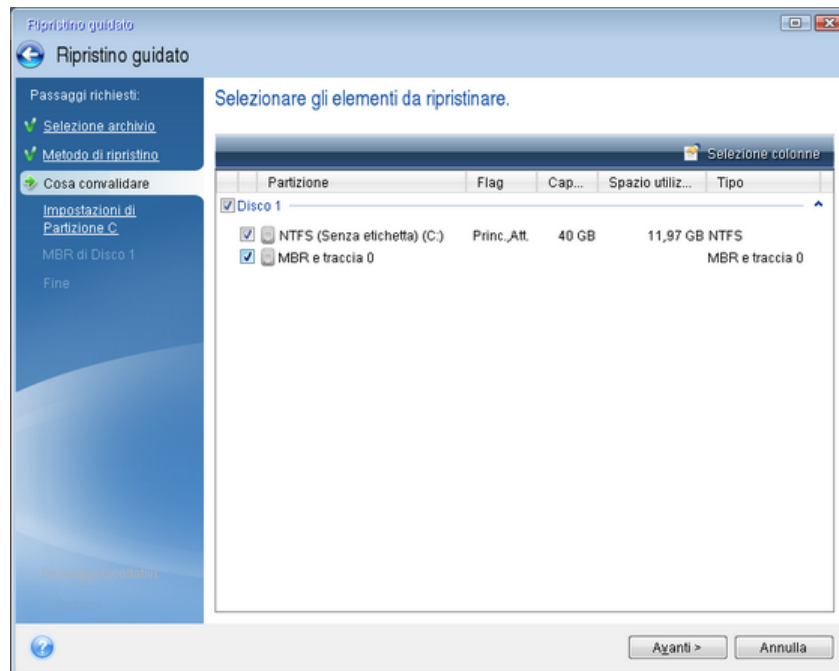 Ripristino guidato
Ripristino guidato
Passaggi richiesti:
Selezione archivio
Metodo di ripristino
Cosa convalidare
Impostazioni di
Partizione C
MBR di Disco 1
Fine
Selezionare gli elementi da ripristinare.
Selezione colonne
Partizione Flag Cap... Spazio utiliz... Tipo
Disco 1
NTFS (Senza etichetta) (C:) Princ.,Att. 40 GB 11,97 GB NTFS
MBR e traccia 0 MBR e traccia 0
Avanti > Annulla